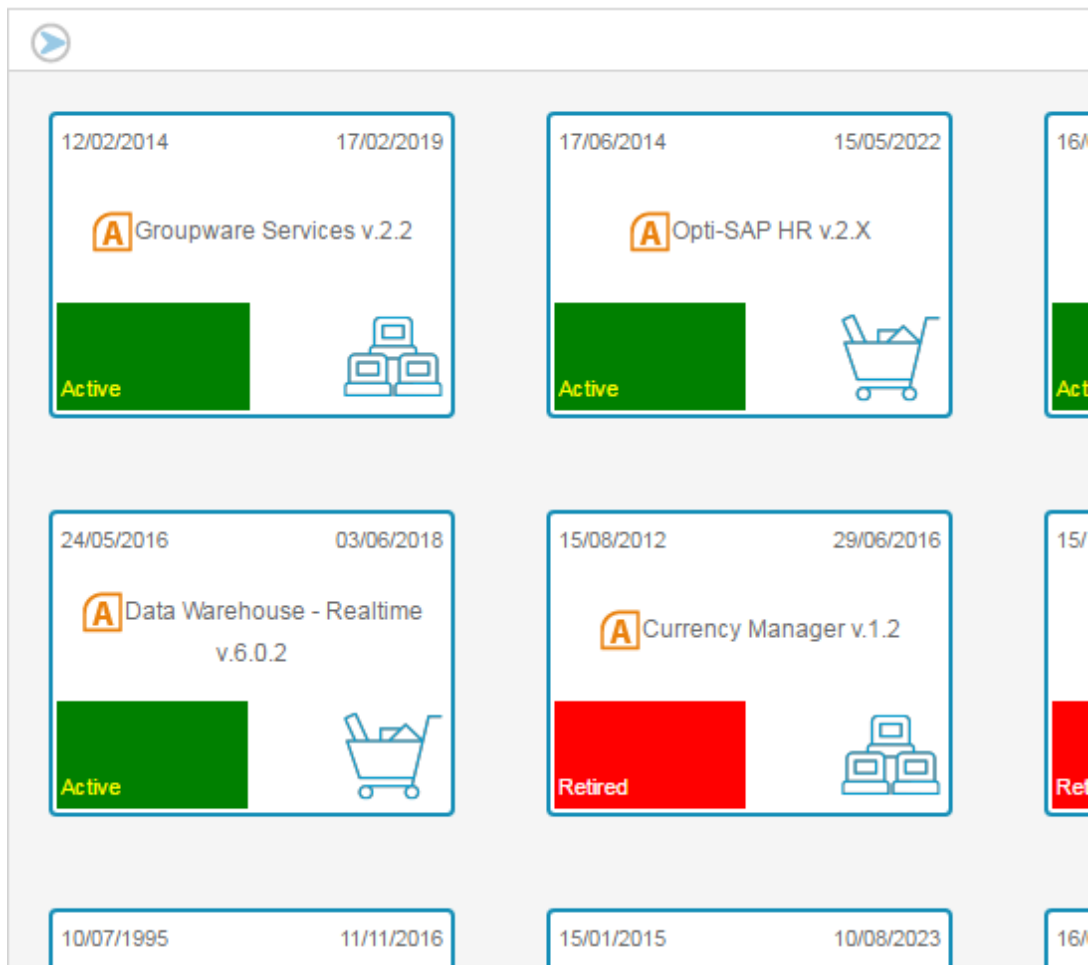 12/02/2014 17/02/2019
A Groupware Services v.2.2
Active
17/06/2014 15/05/2022
A Opti-SAP HR v.2.X
Active
24/05/2016 03/06/2018
A Data Warehouse - Realtime
v.6.0.2
Active
15/08/2012 29/06/2016
A Currency Manager v.1.2
Retired
10/07/1995 11/11/2016
15/01/2015 10/08/2023